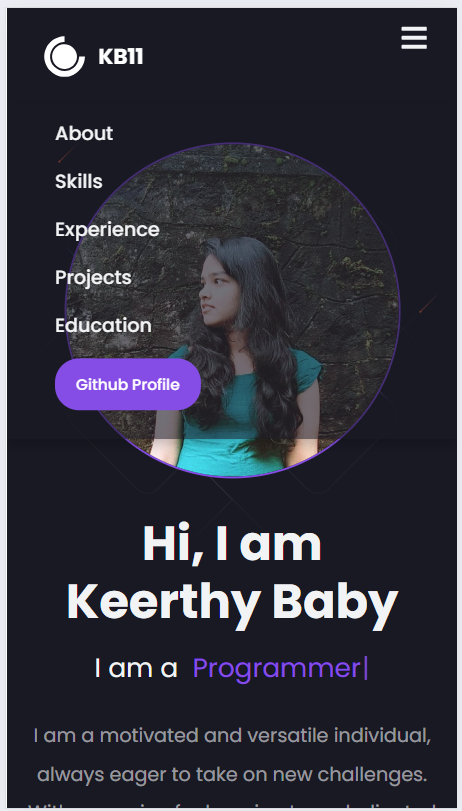 KB11
About
Skills
Experience
Projects
Education
Github Profile
Hi, I am
Keerthy Baby
I am a Programmer|
I am a motivated and versatile individual,
always eager to take on new challenges.